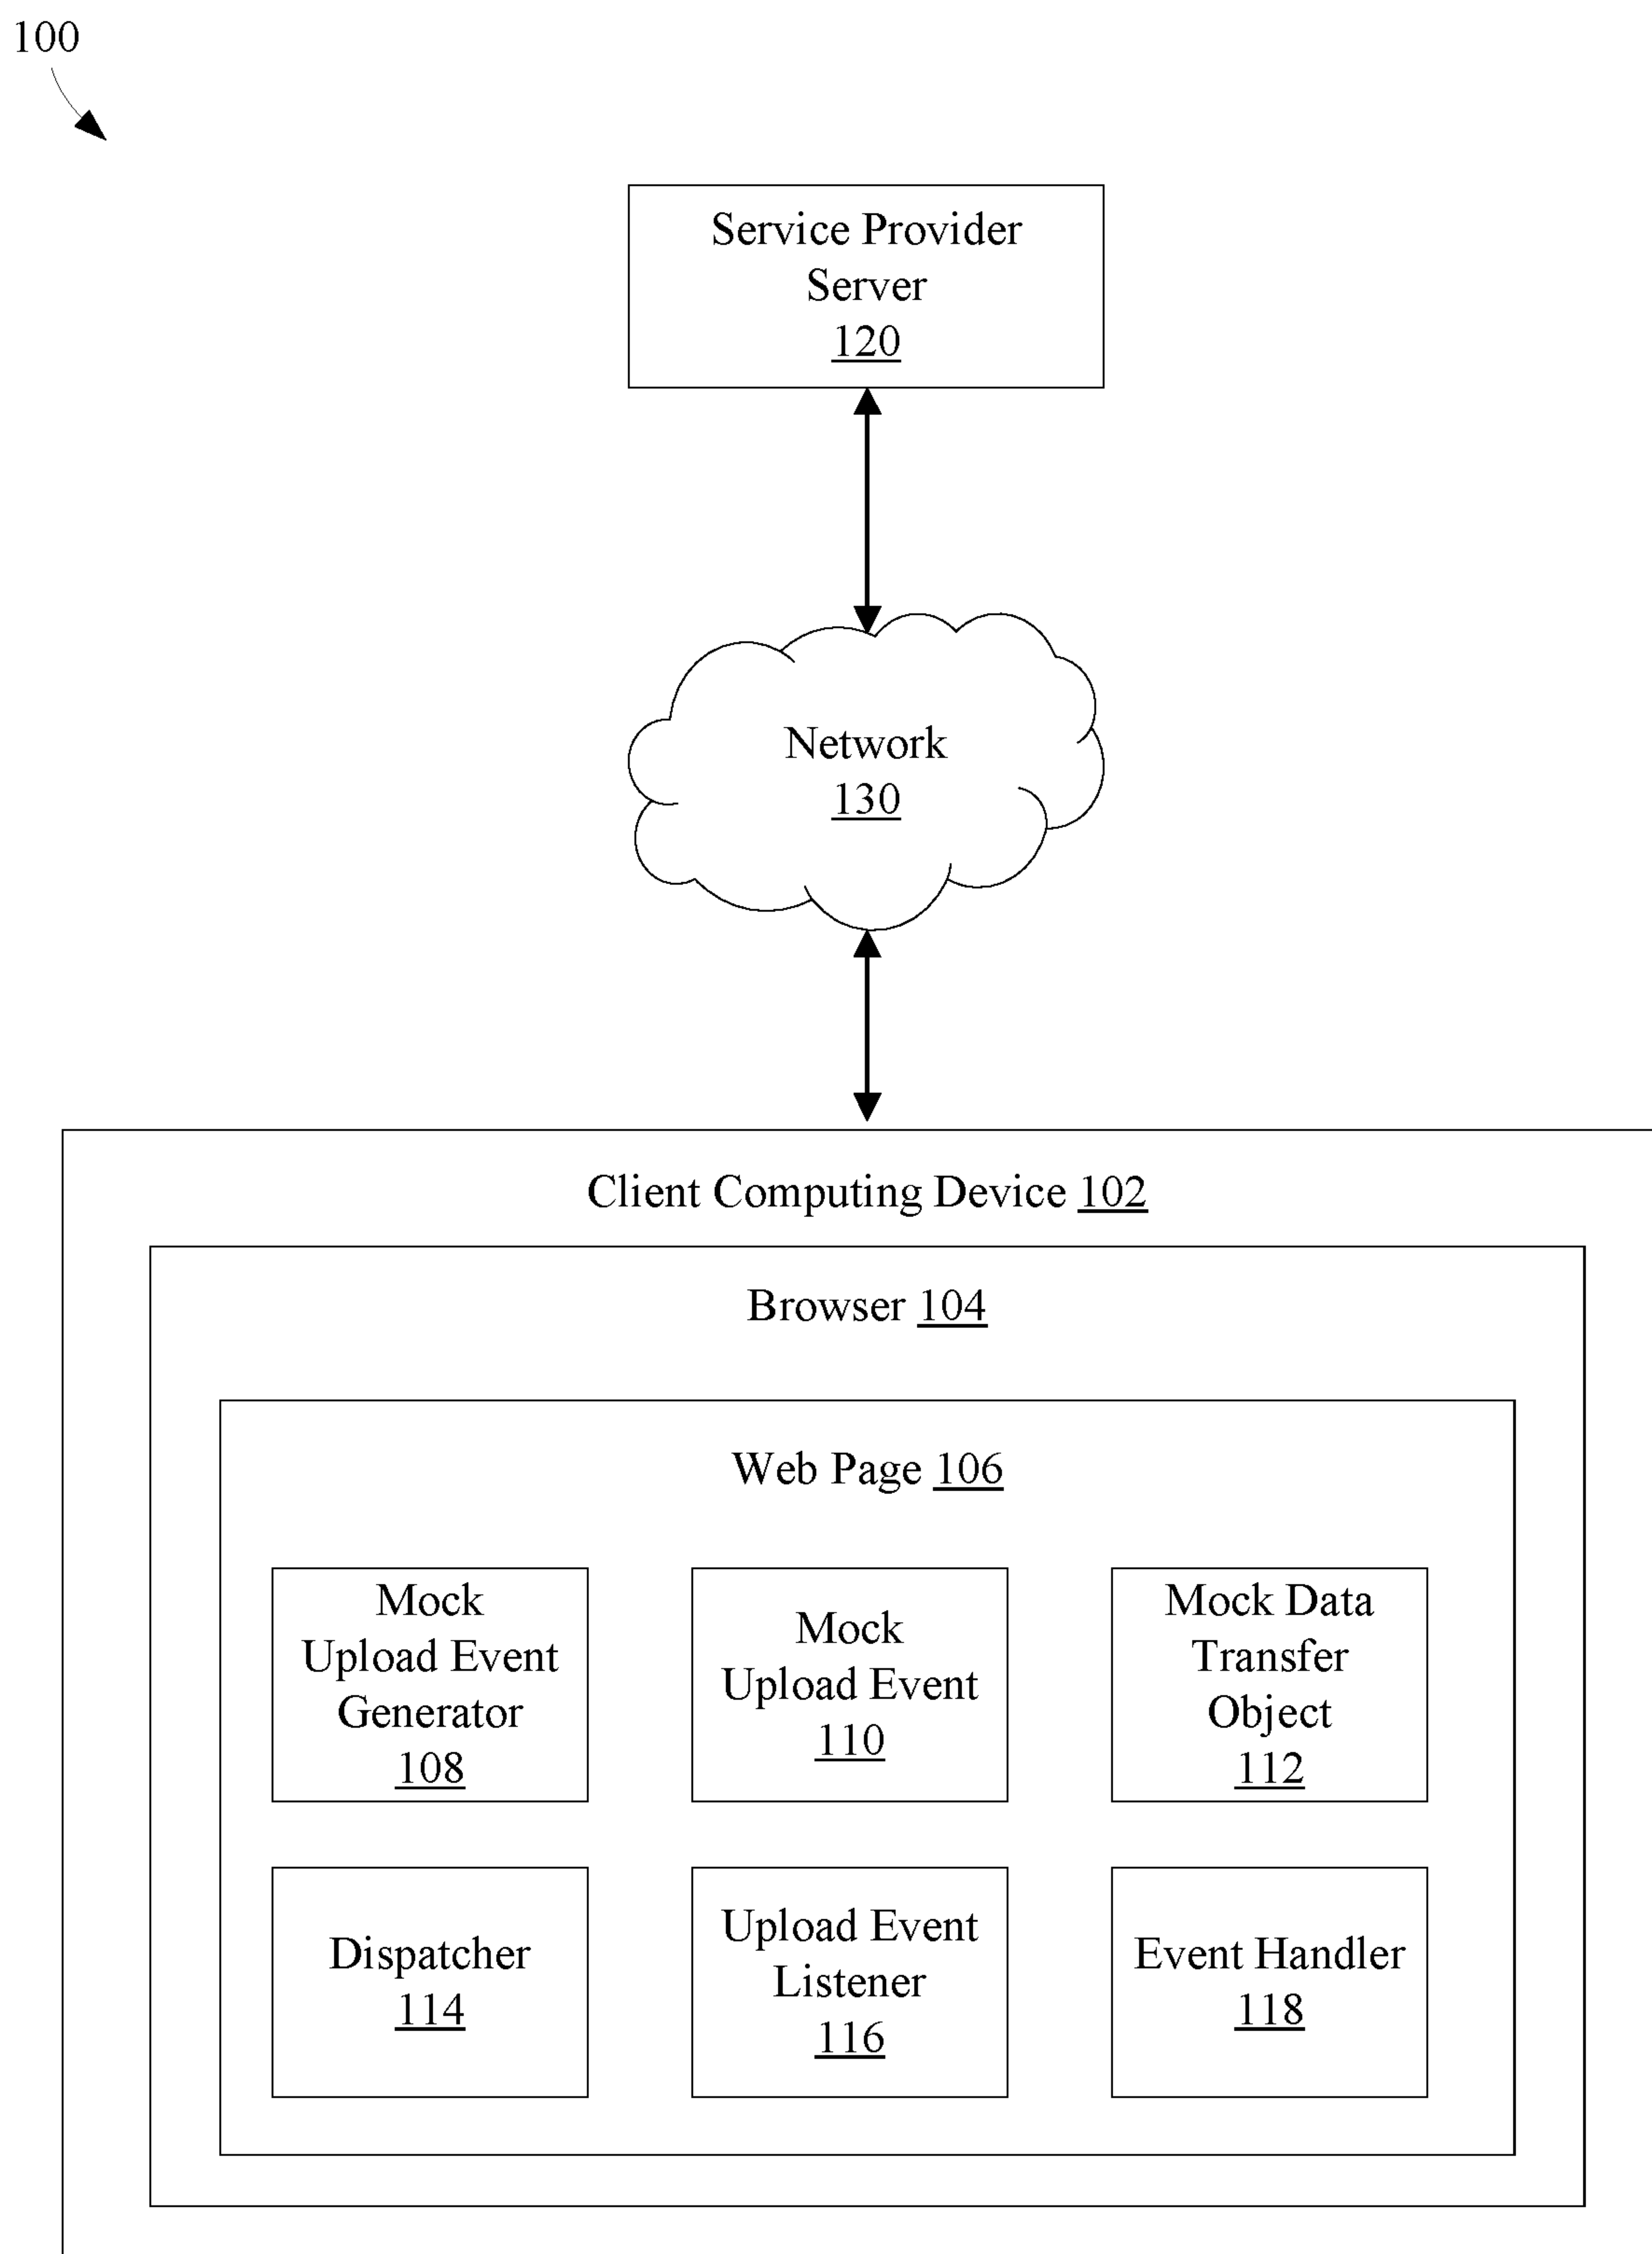 100
Service Provider
Server
120
Network
130
Client Computing Device 102
Browser 104
Web Page 106
Mock
Upload Event
Generator
108
Mock
Upload Event
110
Mock Data
Transfer
Object
112
Dispatcher
114
Upload Event
Listener
116
Event Handler
118